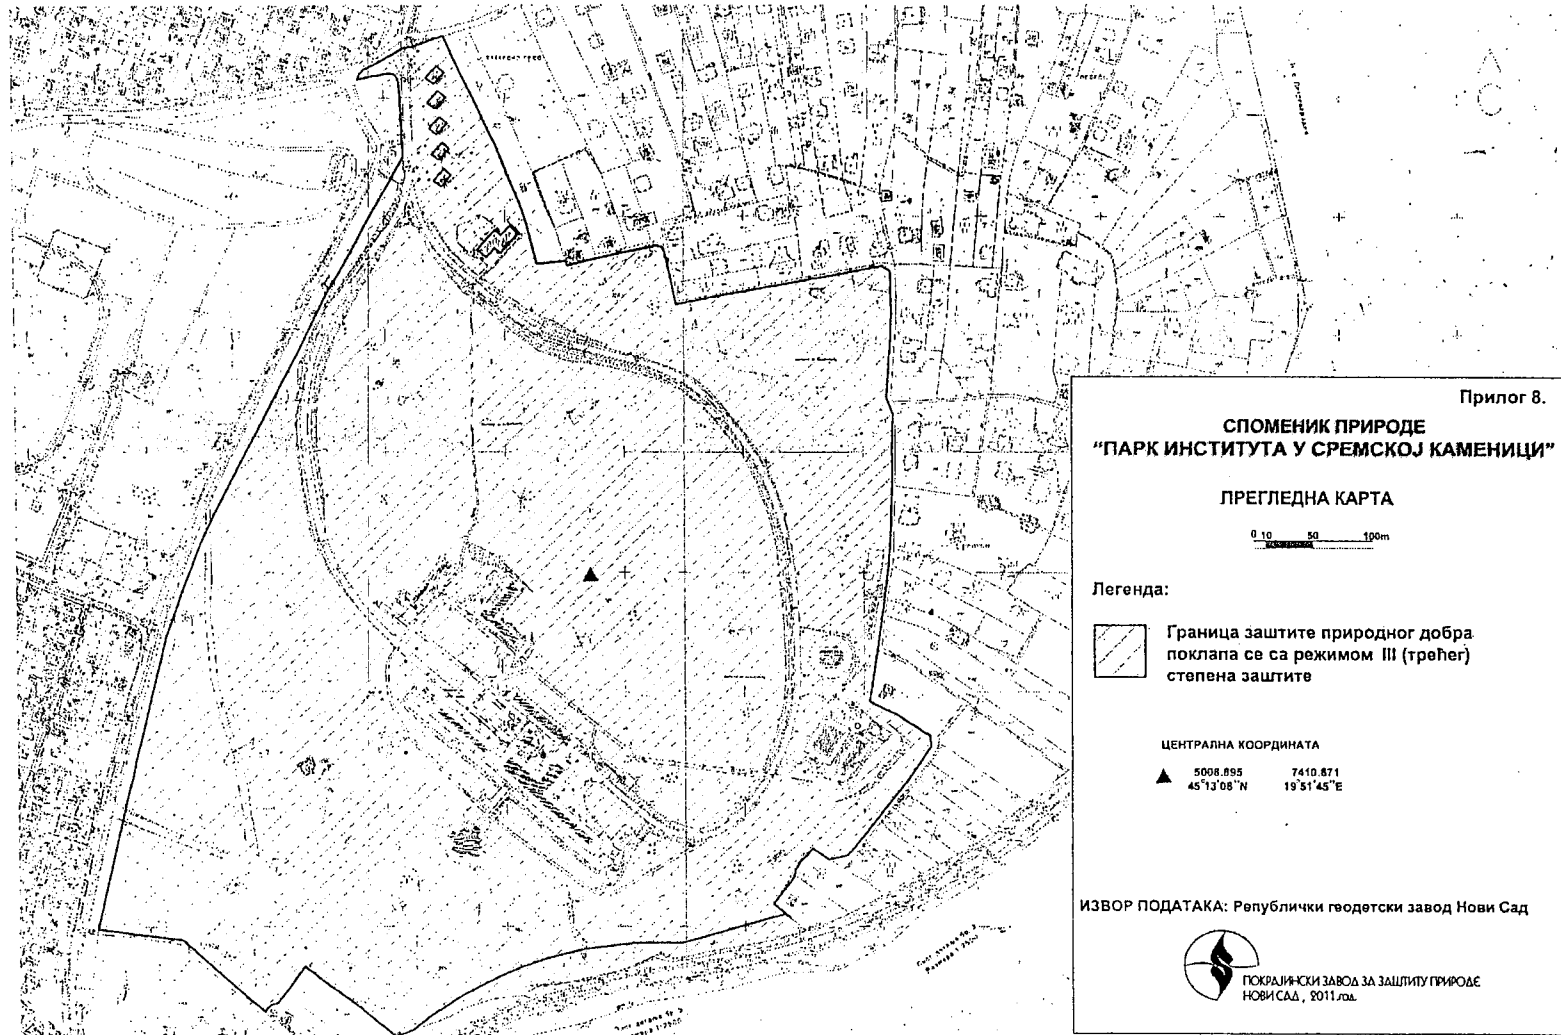 Прилог 8.
СПОМЕНИК ПРИРОДЕ
"ПАРК ИНСТИТУТА У СРЕМСКОЈ КАМЕНИЦИ"
ПРЕГЛЕДНА КАРТА
0 10 50 100m
Легенда:
Граница заштите природног добра
поклапа се са режимом III (трећег)
степена заштите
ЦЕНТРАЛНА КООРДИНАТА
5008.895 7410.871
45°13'08"N 19°51'45"E
ИЗВОР ПОДАТАКА: Републички геодетски завод Нови Сад
ПОКРАЈИНСКИ ЗАВОД ЗА ЗАШТИТУ ПРИРОДЕ
НОВИ САД, 2011.год.